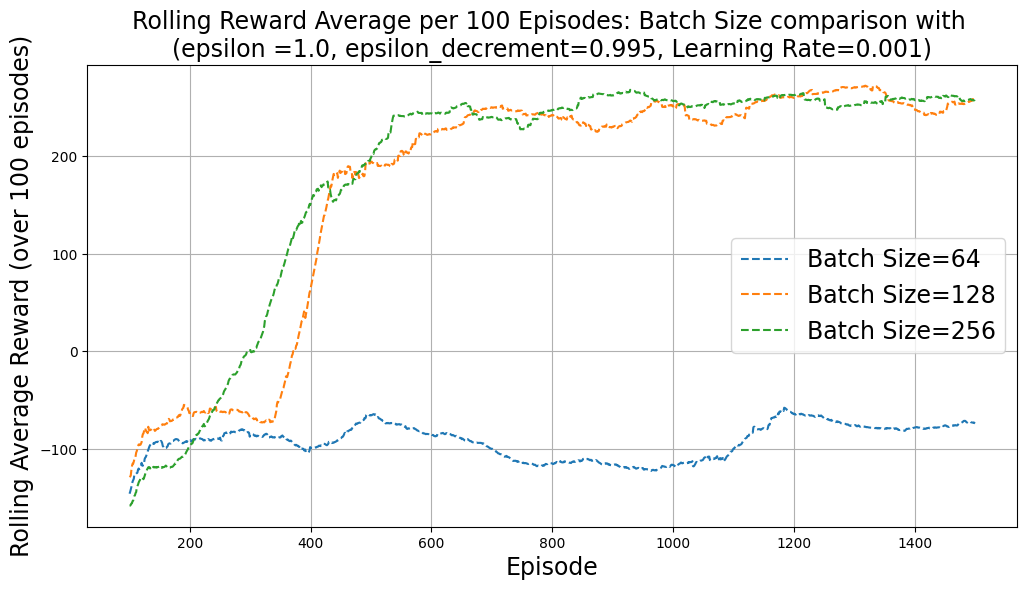 Rolling Reward Average per 100 Episodes: Batch Size comparison with
(epsilon =1.0, epsilon_decrement=0.995, Learning Rate=0.001)
Rolling Average Reward (over 100 episodes)
200
100
0
−100
Batch Size=64
Batch Size=128
Batch Size=256
200
400
600
800
1000
1200
1400
Episode